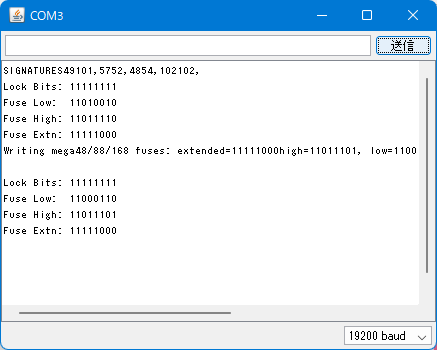 COM3
送信
SIGNATURES49101,5752,4854,102102,
Lock Bits: 11111111
Fuse Low:  11010010
Fuse High: 11011110
Fuse Extn: 11111000
Writing mega48/88/168 fuses: extended=11111000high=11011101, low=1100
Lock Bits: 11111111
Fuse Low:  11000110
Fuse High: 11011101
Fuse Extn: 11111000
19200 baud